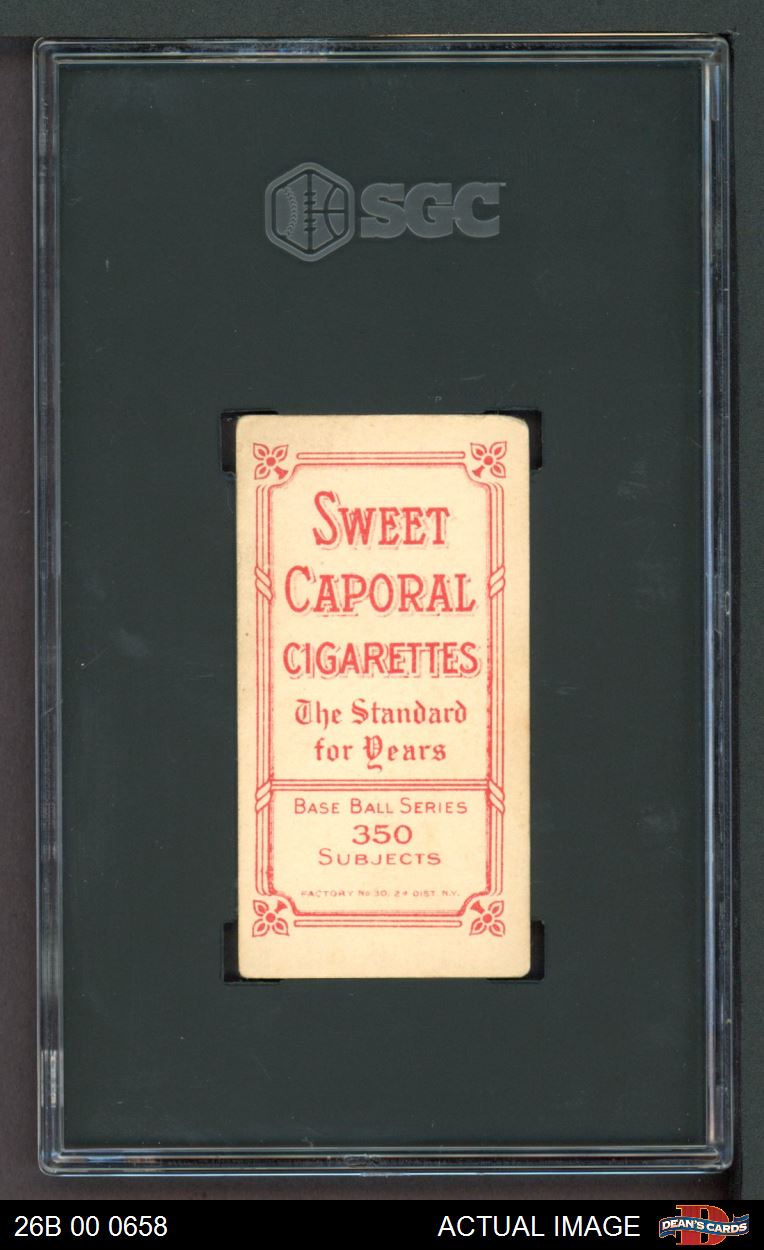 SGC
SWEET
CAPORAL
CIGARETTES
The Standard
for Years
BASE BALL SERIES
350
SUBJECTS
FACTORY No 30, 2d DIST. N.Y.
26B 00 0658
ACTUAL IMAGE
DEAN'S CARDS